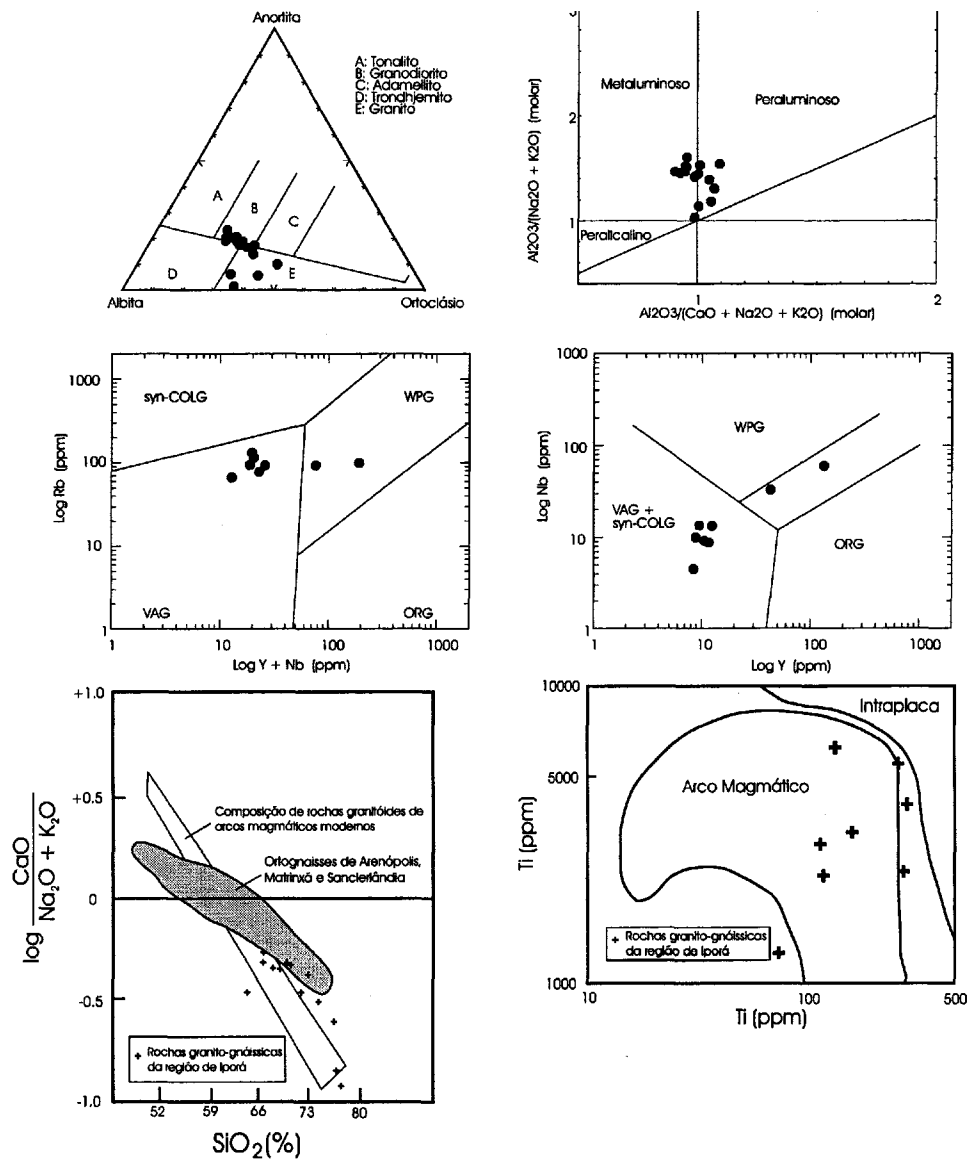 Anortita
A: Tonalito
B: Granodiorito
C: Adamellito
D: Trondhjemito
E: Granito
A
B
C
D
E
Albita
Ortoclásio
3
2
1
Al2O3/(Na2O + K2O) (molar)
Metaluminoso
Peraluminoso
Peralicalino
1
2
Al2O3/(CaO + Na2O + K2O) (molar)
1000
100
10
1
Log Rb (ppm)
syn-COLG
WPG
VAG
ORG
1
10
100
1000
Log Y + Nb (ppm)
1000
100
10
1
Log Nb (ppm)
WPG
VAG +
syn-COLG
ORG
1
10
100
1000
Log Y (ppm)
+1.0
+0.5
0
-0.5
-1.0
log CaO
Na2O + K2O
Composição de rochas granitóides de
arcos magmáticos modernos
Ortognaisses de Arenópolis,
Matrinxá e Sanclerlândia
+ Rochas granito-gnáissicas
da região de Iporá
52
59
66
73
80
SiO2(%)
10000
5000
1000
Ti (ppm)
Intraplaca
Arco Magmático
+ Rochas granito-gnáissicas
da região de Iporá
10
100
500
Ti (ppm)